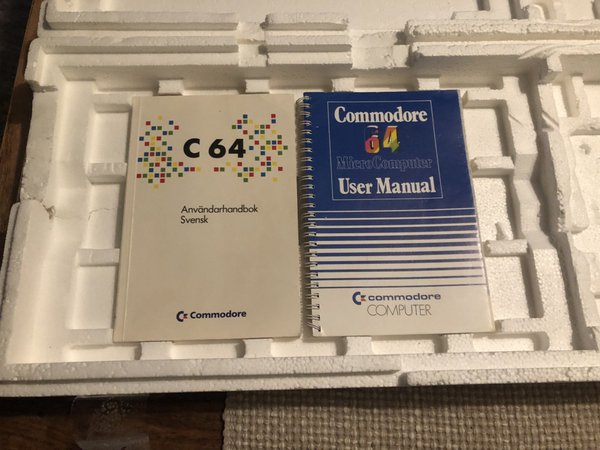 C 64
Användarhandbok
Svensk
Commodore
Commodore
64
MicroComputer
User Manual
commodore
COMPUTER